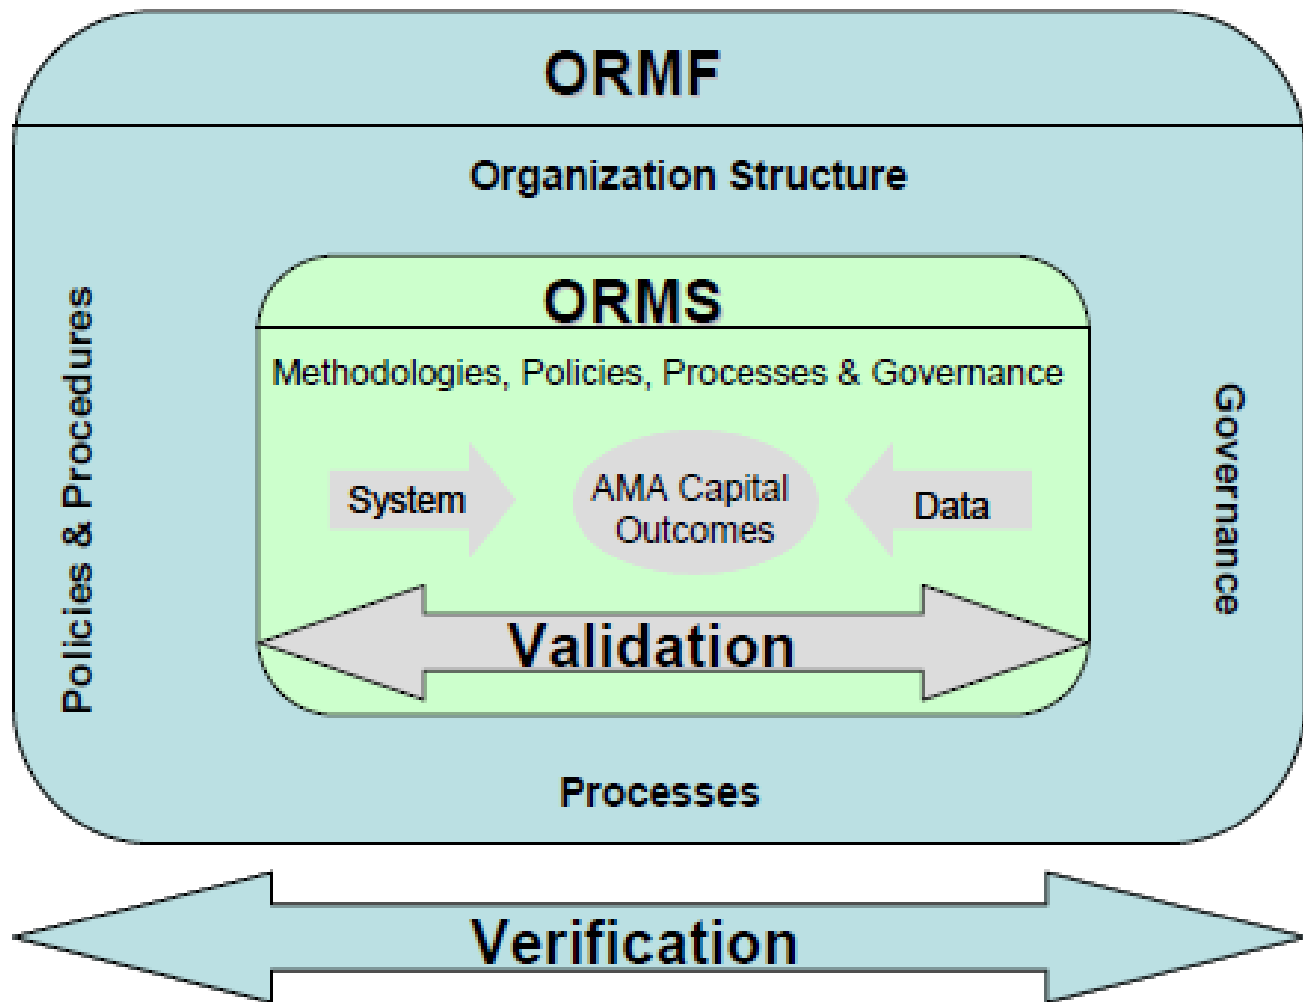 ORMF
Organization Structure
Policies & Procedures
ORMS
Methodologies, Policies, Processes & Governance
System
AMA Capital
Outcomes
Data
Validation
Governance
Processes
Verification